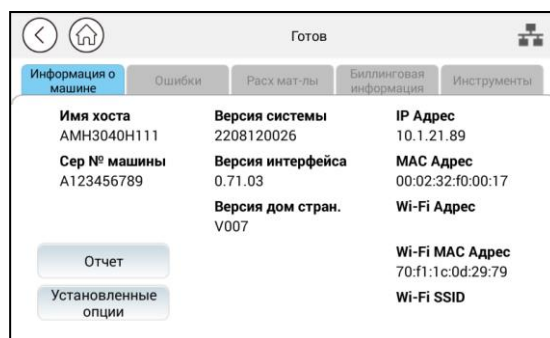 Готов
Информация о
машине
Ошибки
Расх мат-лы
Биллинговая
информация
Инструменты
Имя хоста
AMH3040H111
Сер № машины
A123456789
Отчет
Установленные
опции
Версия системы
2208120026
Версия интерфейса
0.71.03
Версия дом стран.
V007
IP Адрес
10.1.21.89
MAC Адрес
00:02:32:f0:00:17
Wi-Fi Адрес
Wi-Fi MAC Адрес
70:f1:1c:0d:29:79
Wi-Fi SSID